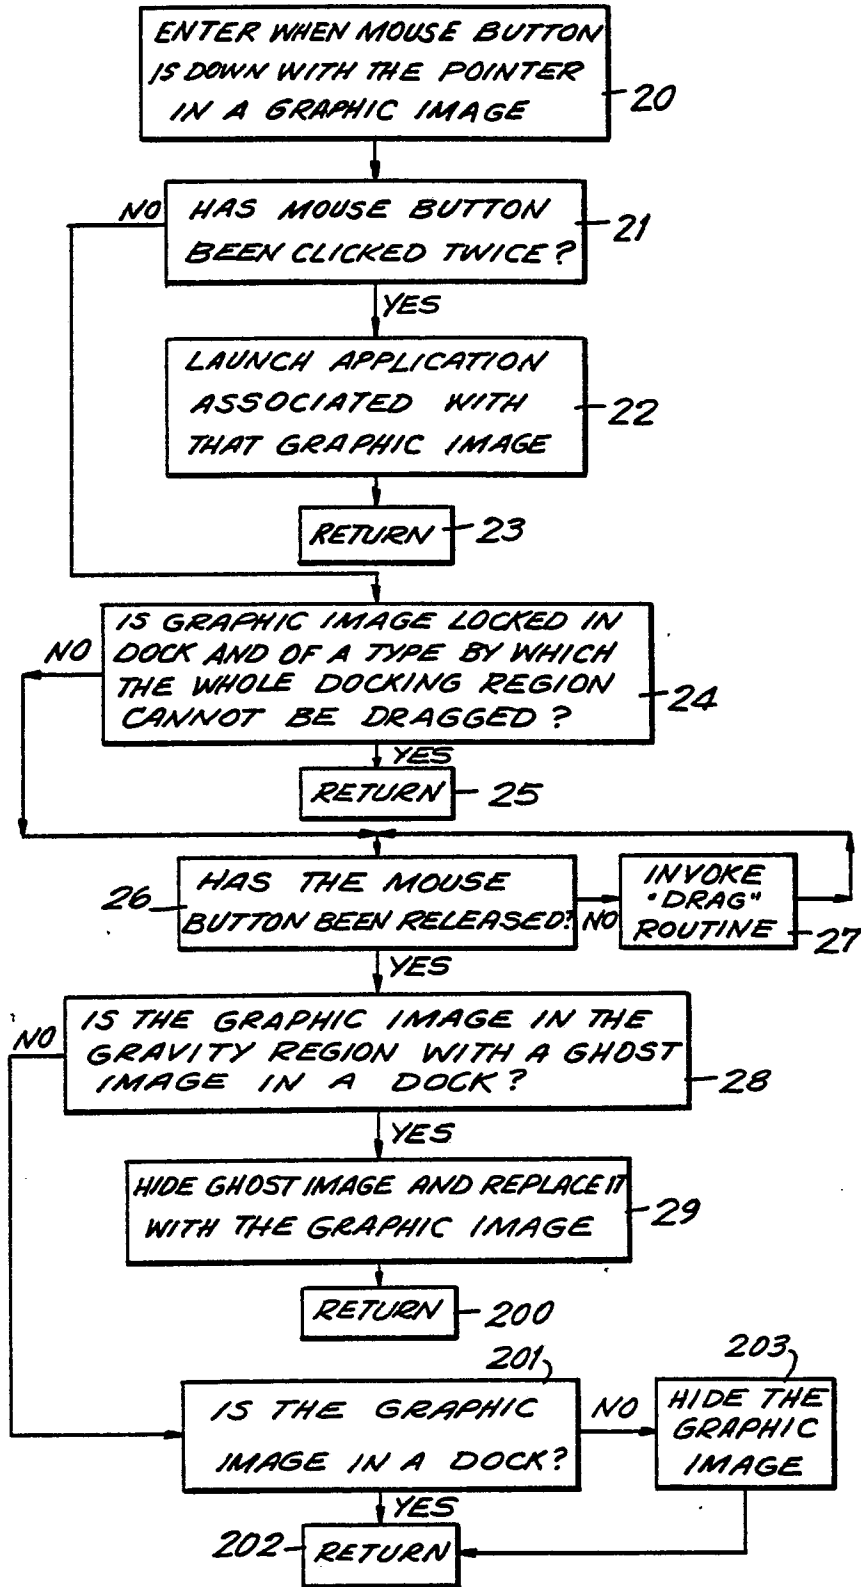 ENTER WHEN MOUSE BUTTON
IS DOWN WITH THE POINTER
IN A GRAPHIC IMAGE
20
NO
HAS MOUSE BUTTON
BEEN CLICKED TWICE?
21
YES
LAUNCH APPLICATION
ASSOCIATED WITH
THAT GRAPHIC IMAGE
22
RETURN
23
IS GRAPHIC IMAGE LOCKED IN
DOCK AND OF A TYPE BY WHICH
THE WHOLE DOCKING REGION
CANNOT BE DRAGGED?
NO
24
YES
RETURN
25
HAS THE MOUSE
BUTTON BEEN RELEASED?
26
NO
INVOKE
"DRAG"
ROUTINE
27
YES
IS THE GRAPHIC IMAGE IN THE
GRAVITY REGION WITH A GHOST
IMAGE IN A DOCK?
NO
28
YES
HIDE GHOST IMAGE AND REPLACE IT
WITH THE GRAPHIC IMAGE
29
RETURN
200
201
IS THE GRAPHIC
IMAGE IN A DOCK?
NO
203
HIDE THE
GRAPHIC
IMAGE
YES
202
RETURN